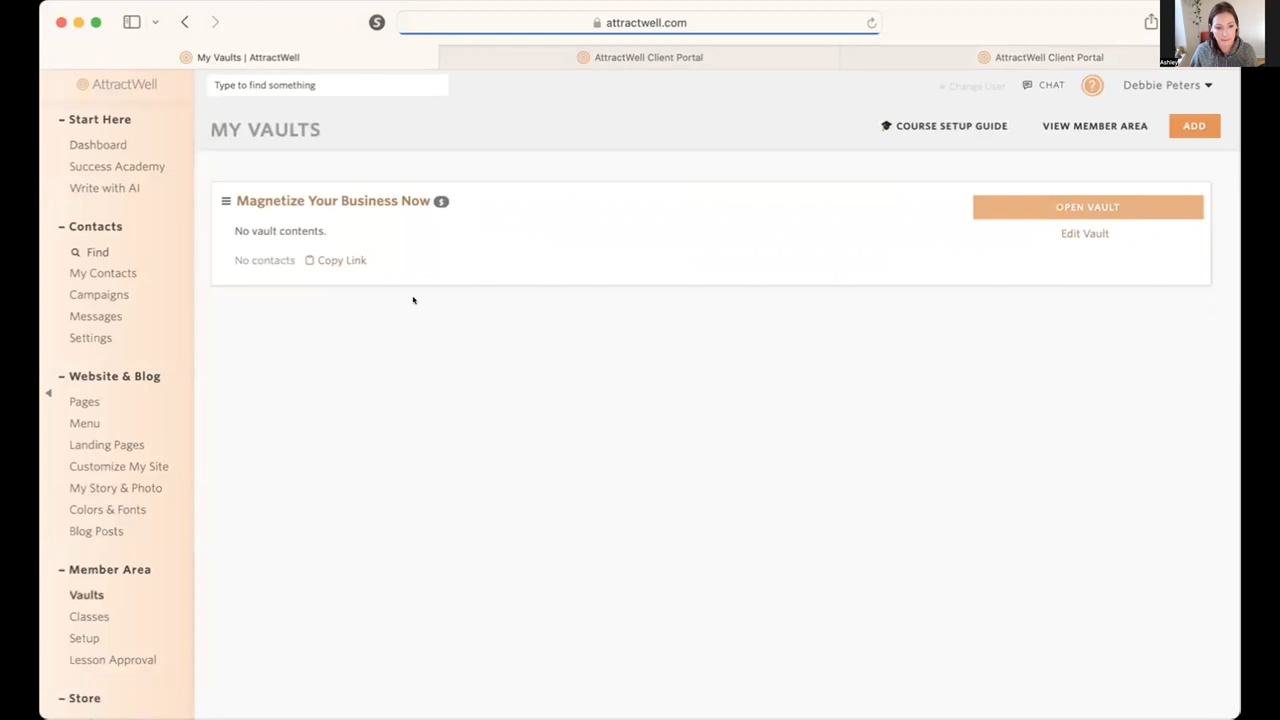 attractwell.com
My Vaults | AttractWell
AttractWell Client Portal
AttractWell Client Portal
Ashley
AttractWell
Type to find something
+ Change User
CHAT
?
Debbie Peters
MY VAULTS
COURSE SETUP GUIDE
VIEW MEMBER AREA
ADD
– Start Here
Dashboard
Success Academy
Write with AI
– Contacts
Find
My Contacts
Campaigns
Messages
Settings
– Website & Blog
Pages
Menu
Landing Pages
Customize My Site
My Story & Photo
Colors & Fonts
Blog Posts
– Member Area
Vaults
Classes
Setup
Lesson Approval
– Store
Magnetize Your Business Now $
No vault contents.
No contacts Copy Link
OPEN VAULT
Edit Vault